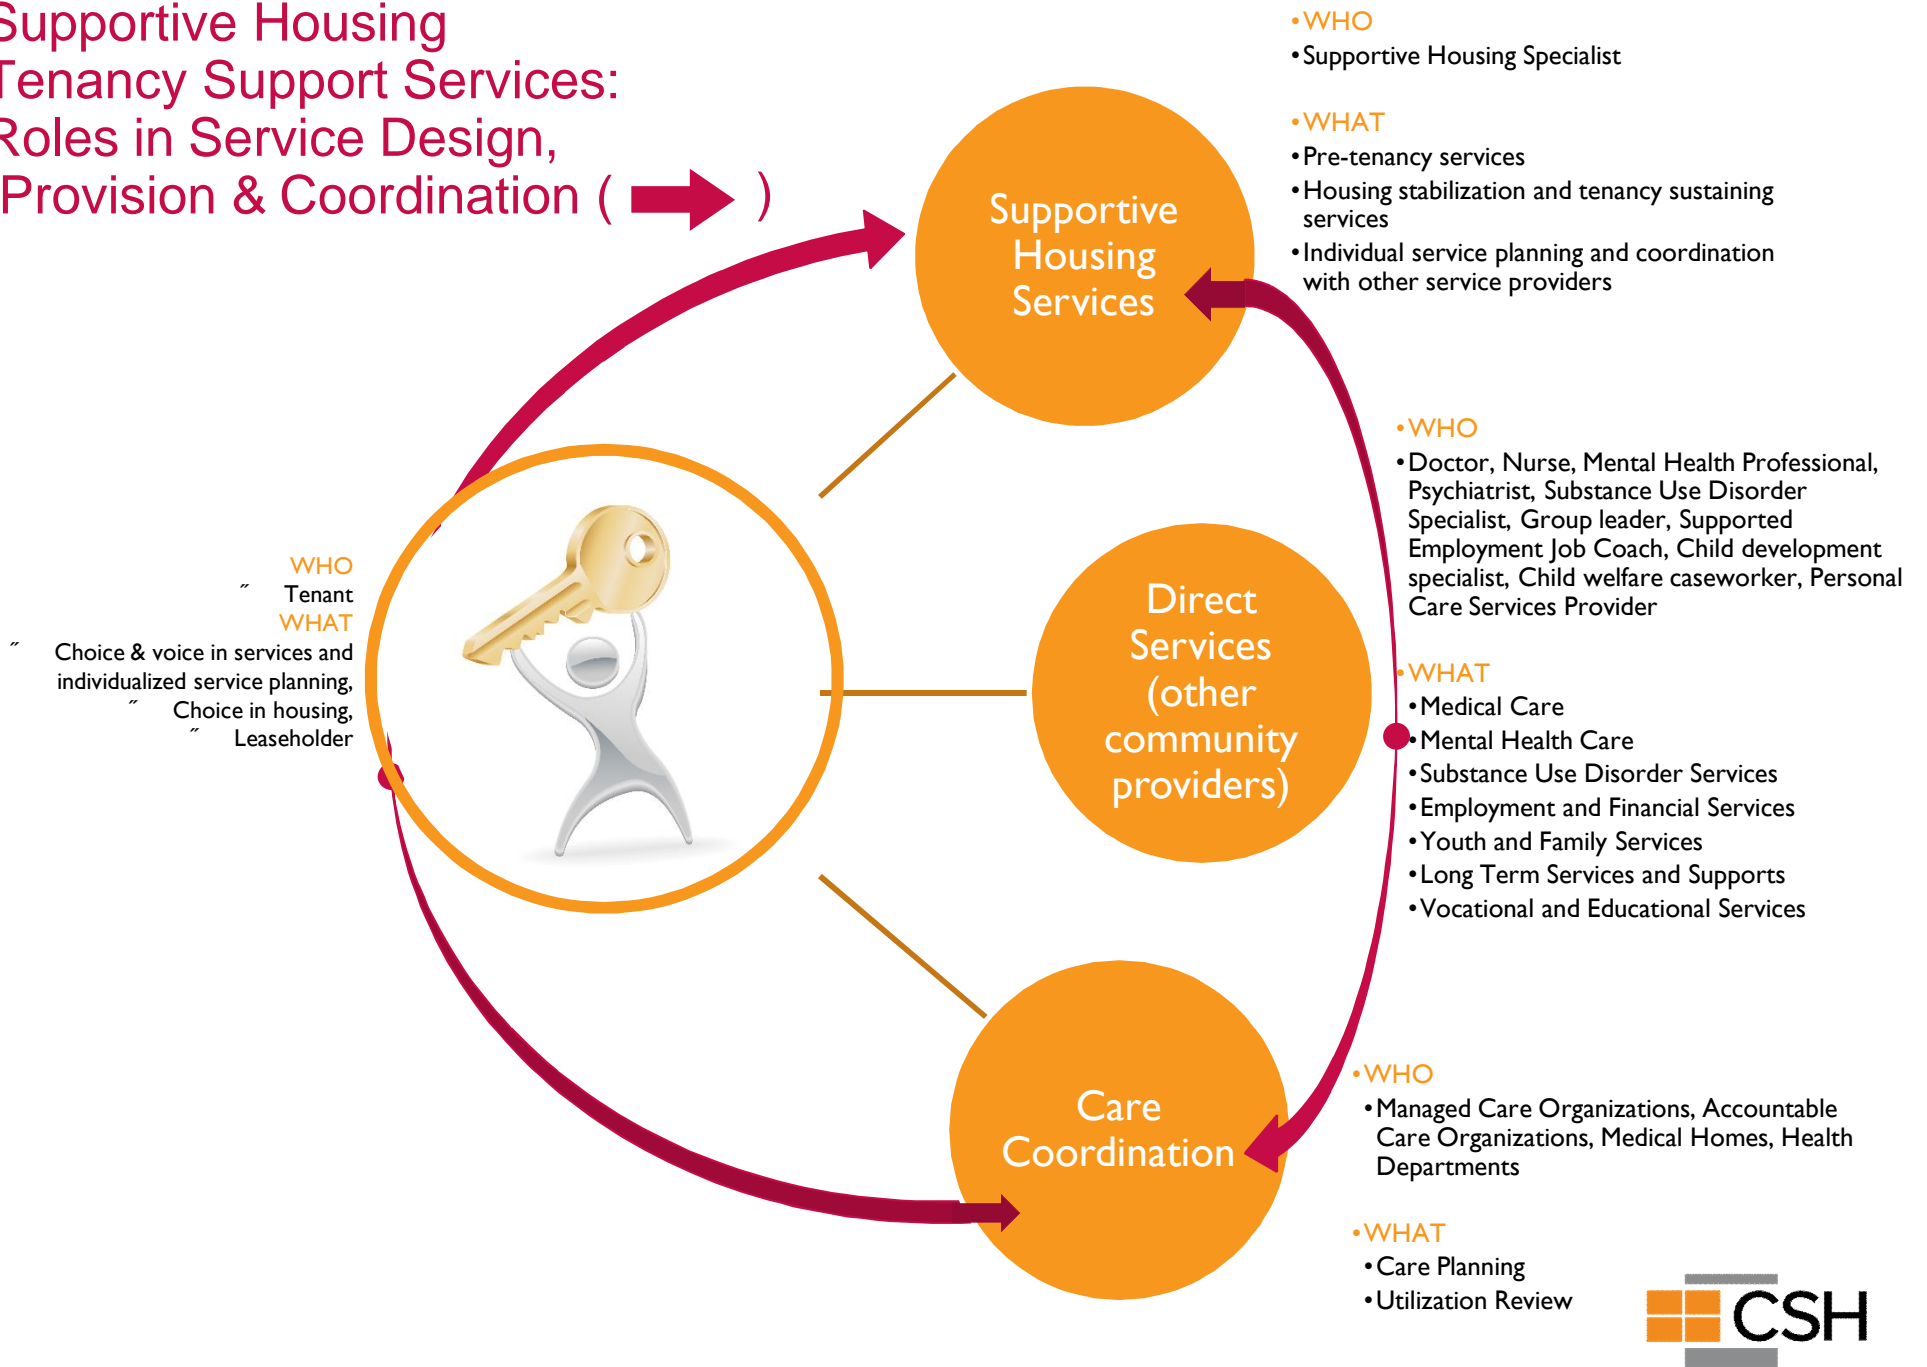 Supportive Housing
Tenancy Support Services:
Roles in Service Design,
Provision & Coordination ( )
•WHO
•Supportive Housing Specialist
•WHAT
•Pre-tenancy services
•Housing stabilization and tenancy sustaining
services
•Individual service planning and coordination
with other service providers
Supportive
Housing
Services
•WHO
•Doctor, Nurse, Mental Health Professional,
Psychiatrist, Substance Use Disorder
Specialist, Group leader, Supported
Employment Job Coach, Child development
specialist, Child welfare caseworker, Personal
Care Services Provider
•WHAT
•Medical Care
•Mental Health Care
•Substance Use Disorder Services
•Employment and Financial Services
•Youth and Family Services
•Long Term Services and Supports
•Vocational and Educational Services
Direct
Services
(other
community
providers)
WHO
˝ Tenant
WHAT
˝ Choice & voice in services and
individualized service planning,
˝ Choice in housing,
˝ Leaseholder
Care
Coordination
•WHO
•Managed Care Organizations, Accountable
Care Organizations, Medical Homes, Health
Departments
•WHAT
•Care Planning
•Utilization Review
CSH